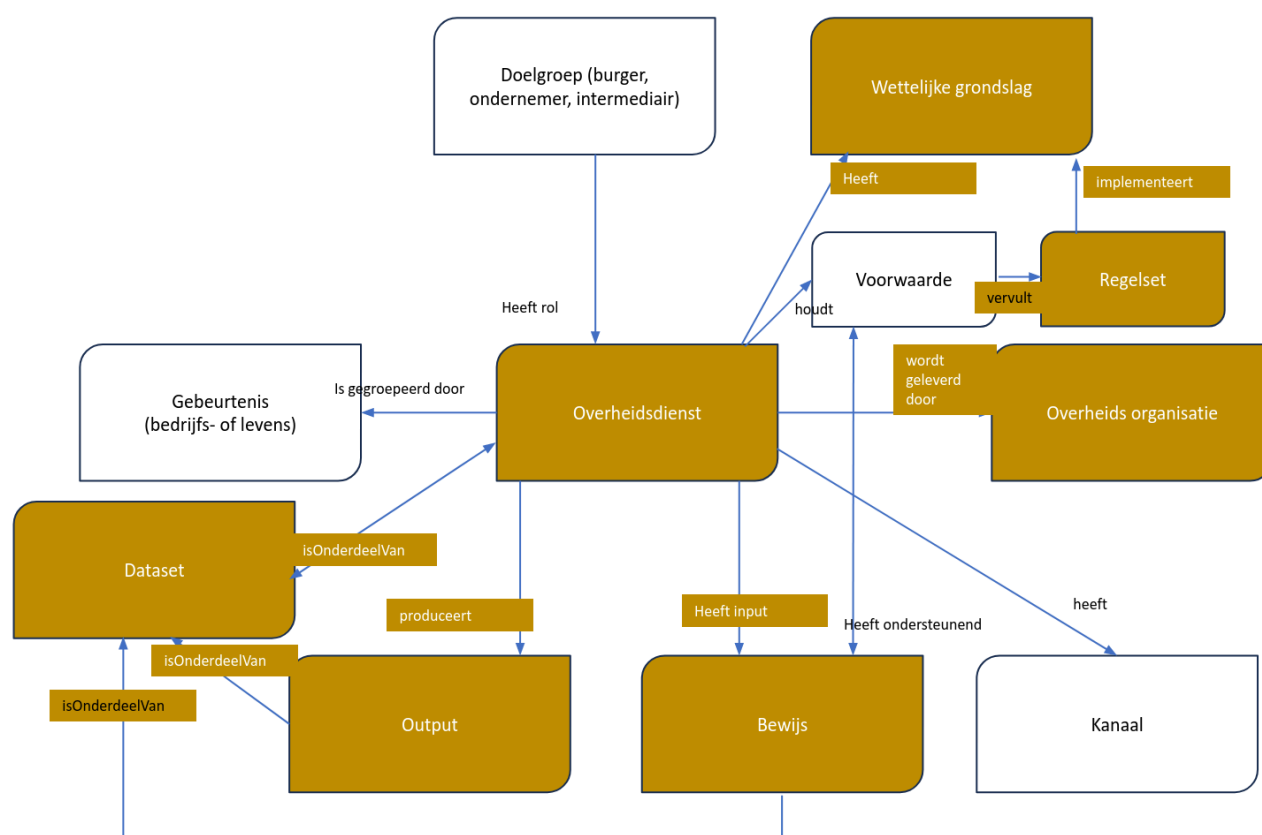 Doelgroep (burger,
ondernemer, intermediair)
Wettelijke grondslag
Heeft
implementeert
Voorwaarde
Regelset
vervult
houdt
Heeft rol
wordt
geleverd
door
Is gegroepeerd door
Gebeurtenis
(bedrijfs- of levens)
Overheidsdienst
Overheids organisatie
isOnderdeelVan
Dataset
produceert
Heeft input
heeft
Heeft ondersteunend
isOnderdeelVan
isOnderdeelVan
Output
Bewijs
Kanaal